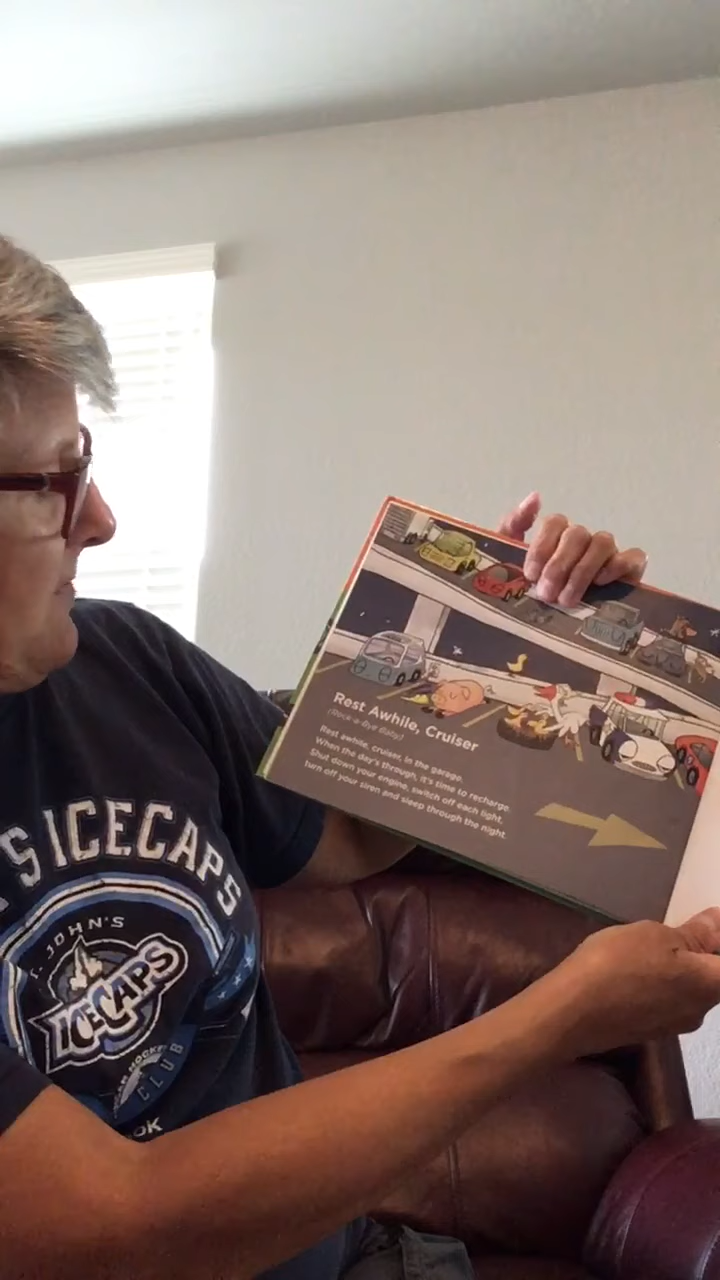 Rest Awhile, Cruiser
(Rock-a-Bye Baby)
Rest awhile, cruiser, in the garage.
When the day's through, it's time to recharge.
Shut down your engine, switch off each light,
turn off your siren and sleep through the night.
'S ICECAPS
JOHN'S
ICECAPS
HOCKEY
CLUB